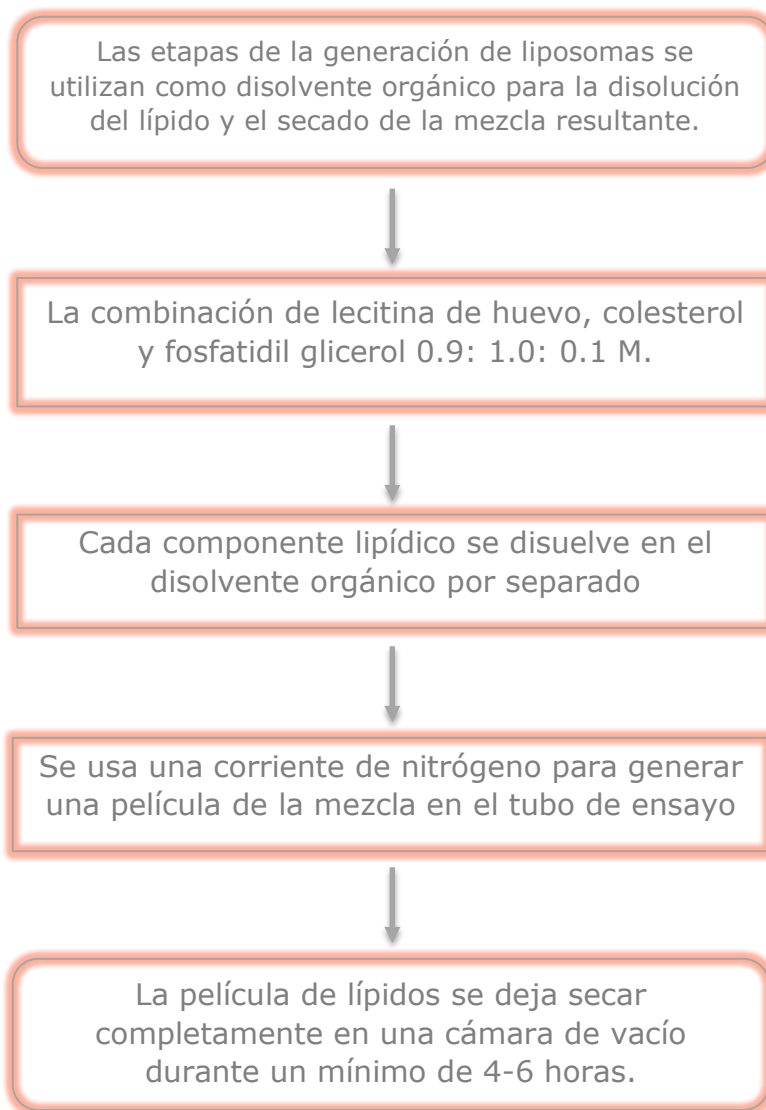 Las etapas de la generación de liposomas se
utilizan como disolvente orgánico para la disolución
del lípido y el secado de la mezcla resultante.
La combinación de lecitina de huevo, colesterol
y fosfatidil glicerol 0.9: 1.0: 0.1 M.
Cada componente lipídico se disuelve en el
disolvente orgánico por separado
Se usa una corriente de nitrógeno para generar
una película de la mezcla en el tubo de ensayo
La película de lípidos se deja secar
completamente en una cámara de vacío
durante un mínimo de 4-6 horas.